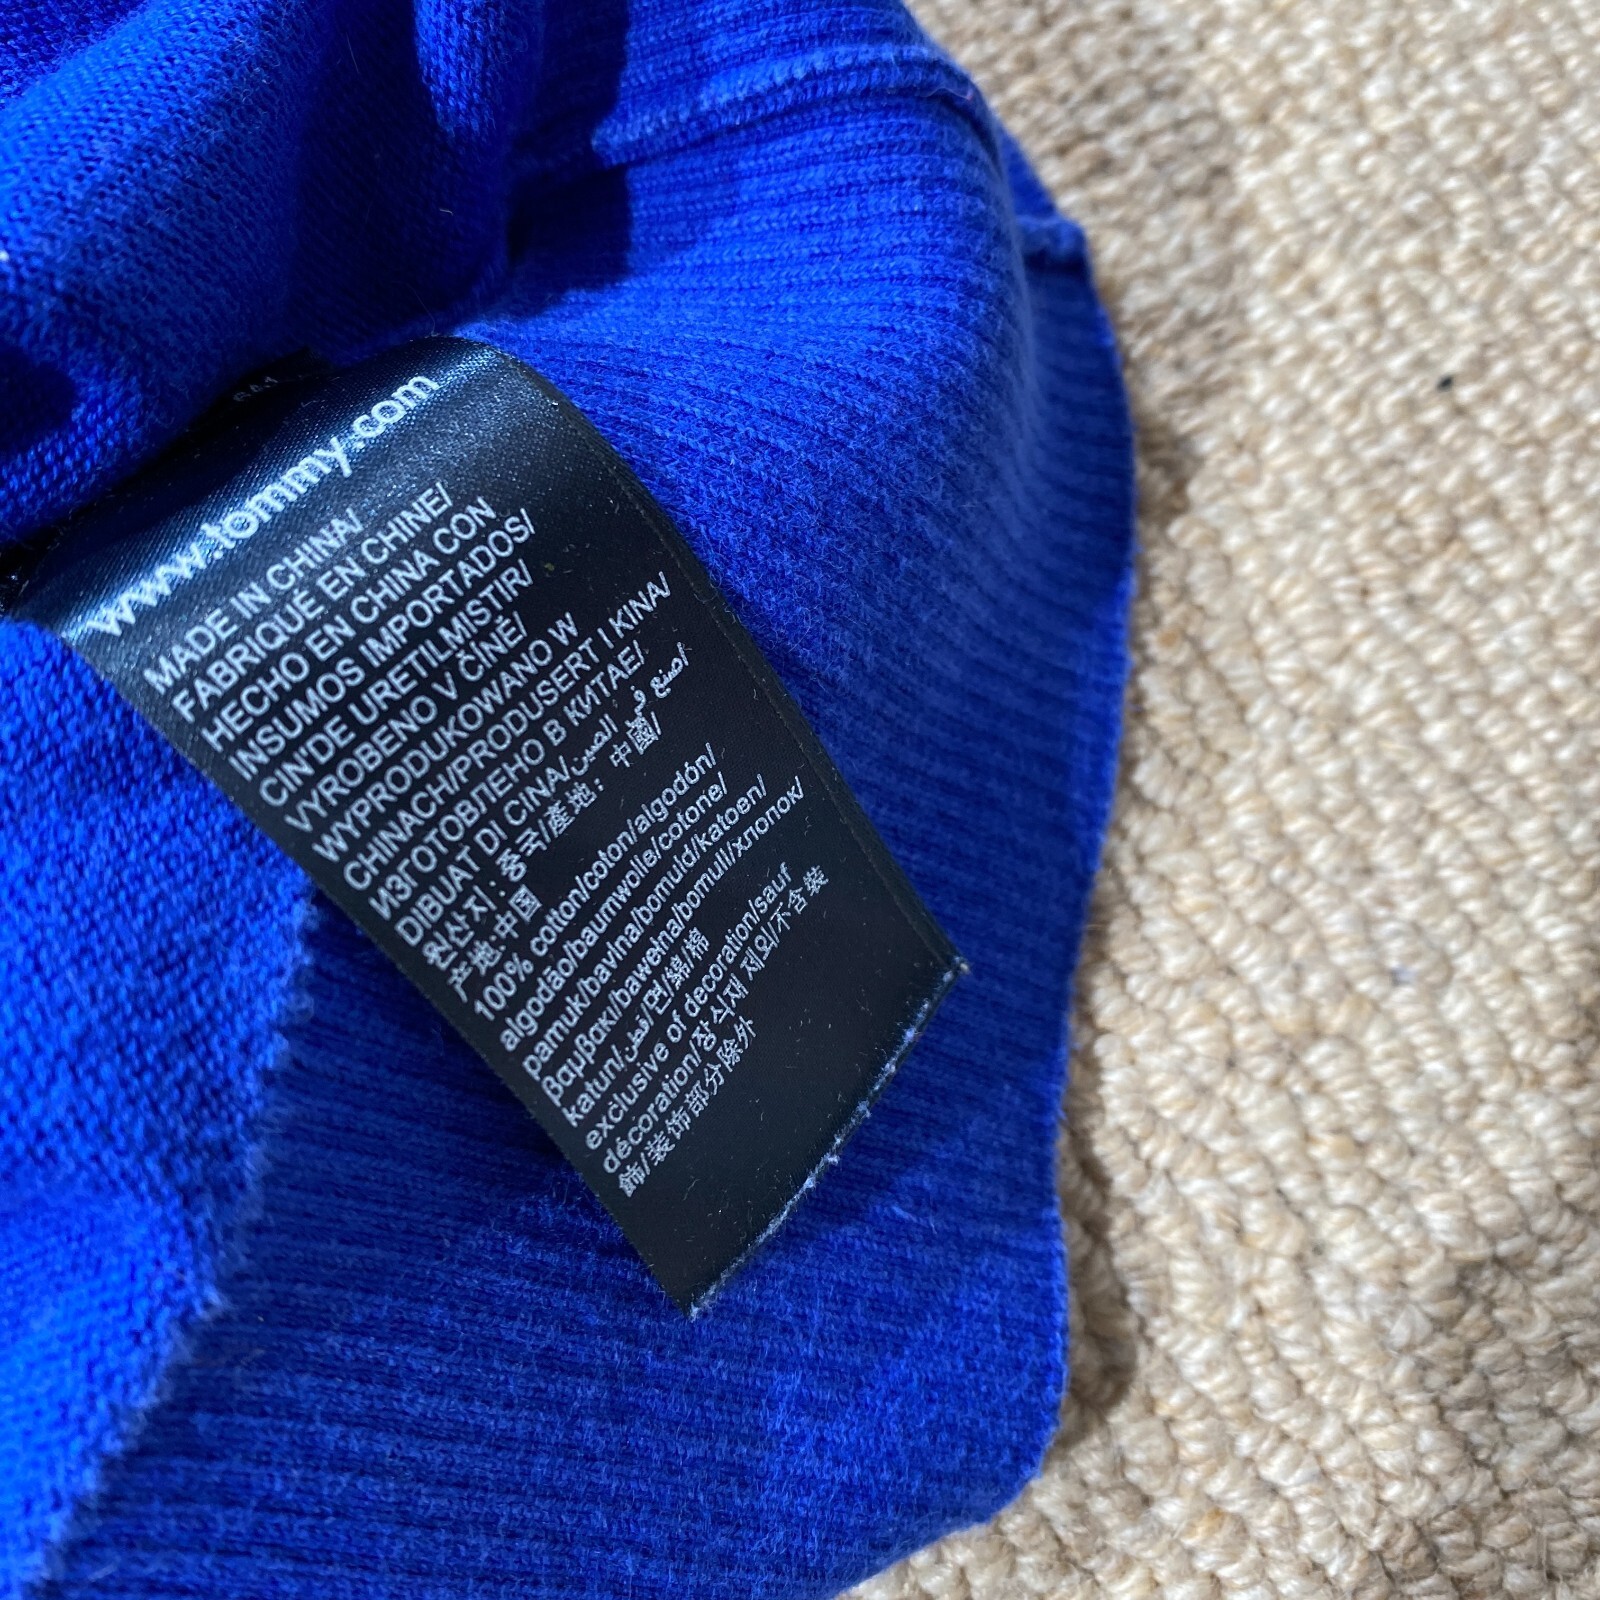 www.tommy.com
MADE IN CHINA/
FABRIQUÉ EN CHINE/
HECHO EN CHINA CON
INSUMOS IMPORTADOS/
CIN'DE URETILMISTIR/
VYROBENO V ČÍNĚ/
WYPRODUKOWANO W
CHINACH/PRODUSERT I KINA/
ИЗГОТОВЛЕНО В КИТАЕ/
DIBUAT DI CINA/اصنع في الصين
원산지: 중국/產地: 中國/
产地:中国
100% cotton/coton/algodón/
algodão/baumwolle/cotone/
pamuk/bavlna/bomuld/katoen/
βαμβακι/bawełna/bomull/хлопок/
katun/قطن/면/綿/棉
exclusive of decoration/sauf
décoration/장식재 제외/不含裝
飾/装饰部分除外